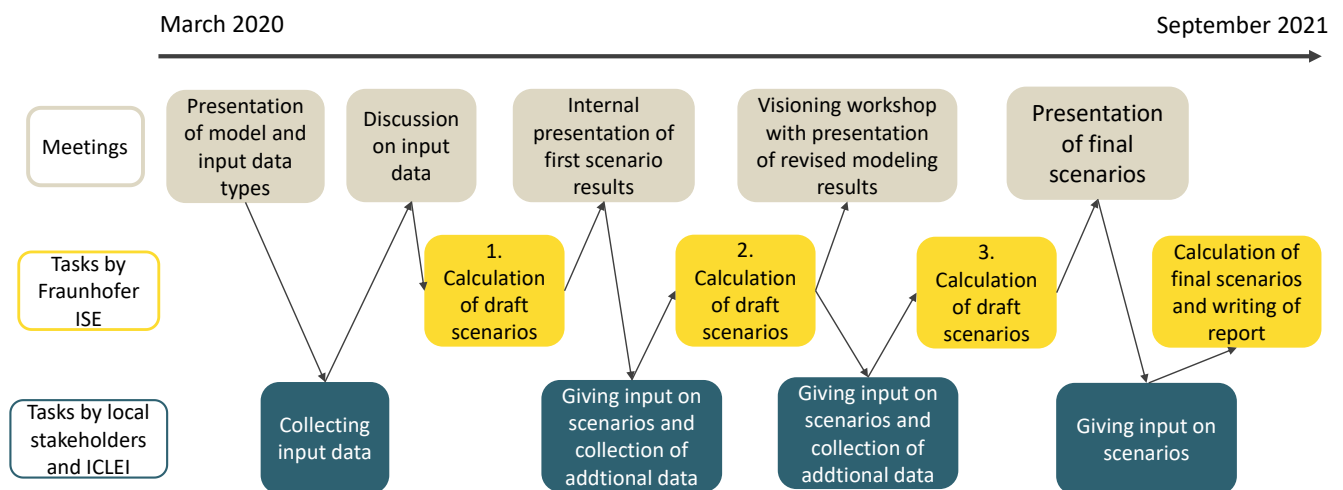 March 2020
September 2021
Meetings
Presentation
of model and
input data
types
Discussion
on input
data
Internal
presentation of
first scenario
results
Visioning workshop
with presentation
of revised modeling
results
Presentation
of final
scenarios
Tasks by
Fraunhofer
ISE
1.
Calculation
of draft
scenarios
2.
Calculation
of draft
scenarios
3.
Calculation
of draft
scenarios
Calculation of
final scenarios
and writing of
report
Tasks by local
stakeholders
and ICLEI
Collecting
input data
Giving input on
scenarios and
collection of
addtional data
Giving input on
scenarios and
collection of
addtional data
Giving input on
scenarios